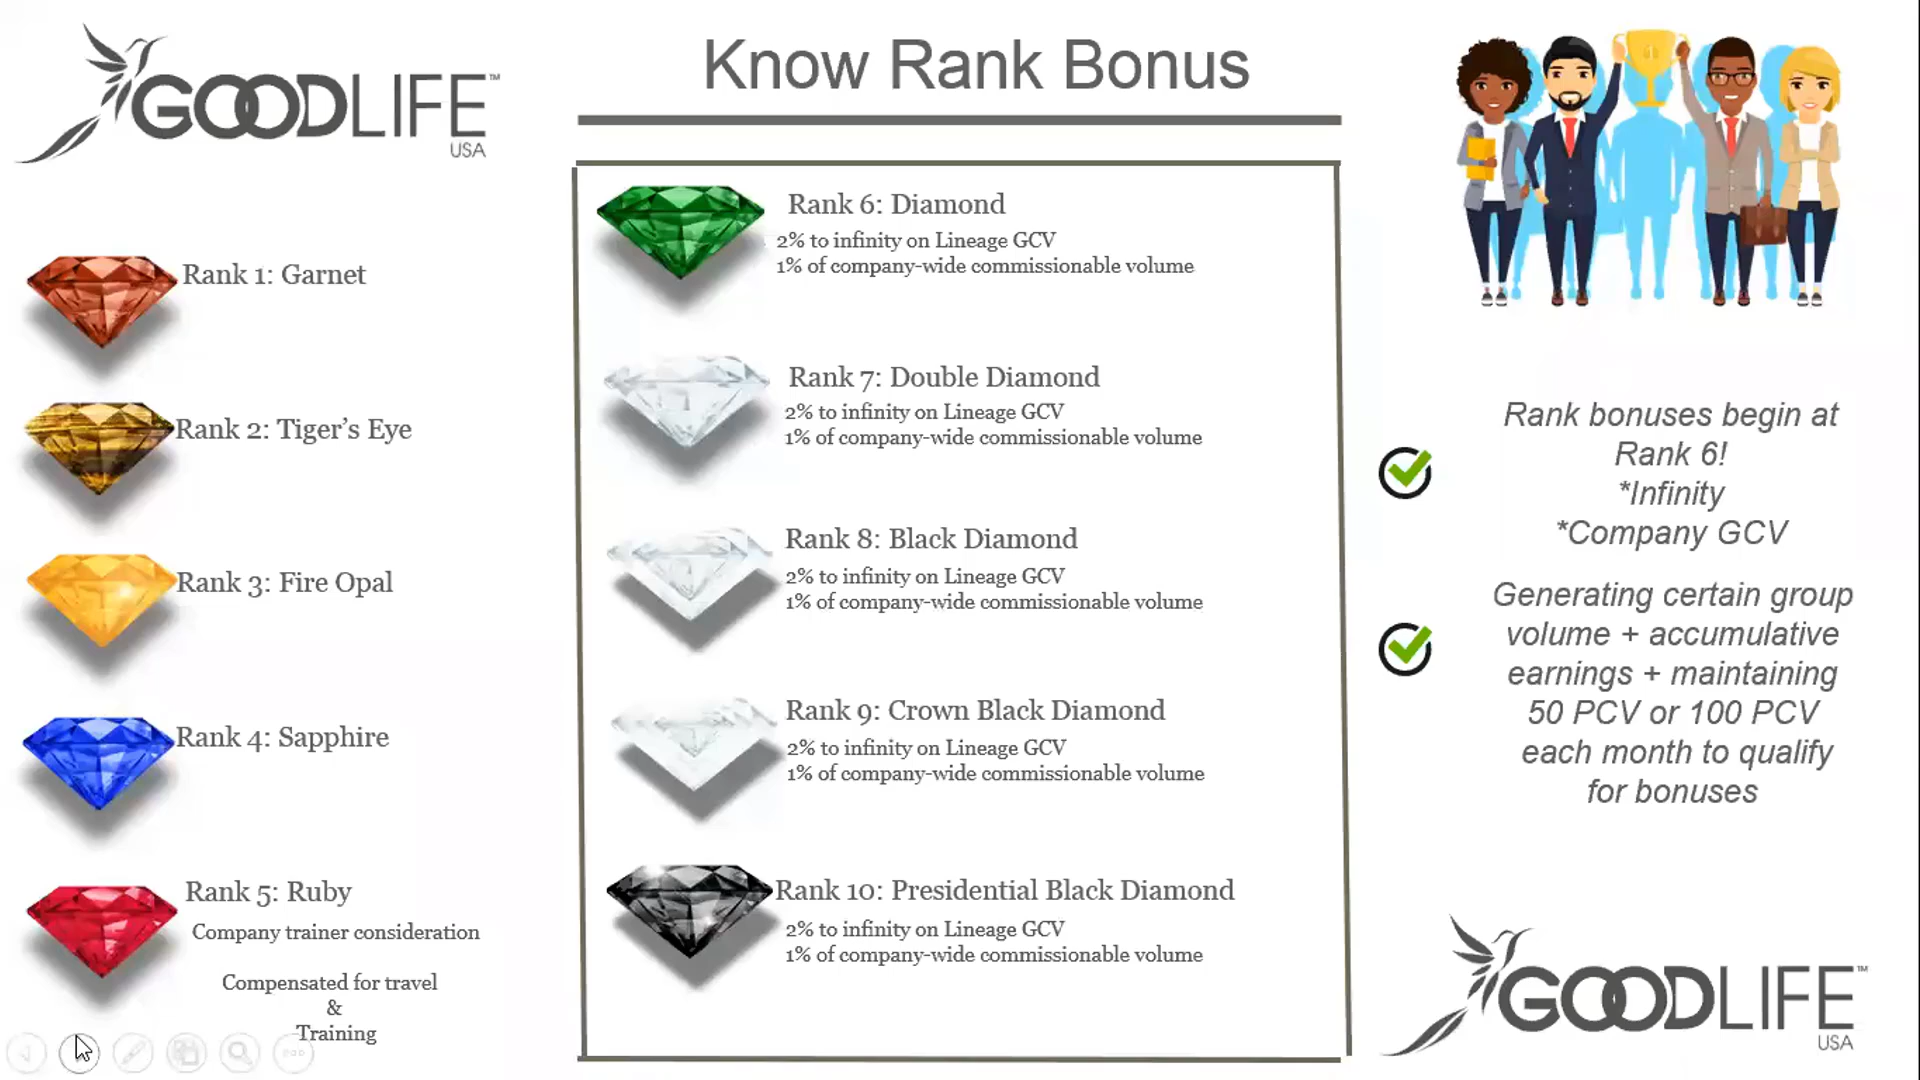 GOODLIFE™
USA
Know Rank Bonus
Rank 1: Garnet
Rank 2: Tiger’s Eye
Rank 3: Fire Opal
Rank 4: Sapphire
Rank 5: Ruby
Company trainer consideration
Compensated for travel
&
Training
Rank 6: Diamond
2% to infinity on Lineage GCV
1% of company-wide commissionable volume
Rank 7: Double Diamond
2% to infinity on Lineage GCV
1% of company-wide commissionable volume
Rank 8: Black Diamond
2% to infinity on Lineage GCV
1% of company-wide commissionable volume
Rank 9: Crown Black Diamond
2% to infinity on Lineage GCV
1% of company-wide commissionable volume
Rank 10: Presidential Black Diamond
2% to infinity on Lineage GCV
1% of company-wide commissionable volume
Rank bonuses begin at
Rank 6!
*Infinity
*Company GCV
Generating certain group
volume + accumulative
earnings + maintaining
50 PCV or 100 PCV
each month to qualify
for bonuses
GOODLIFE™
USA